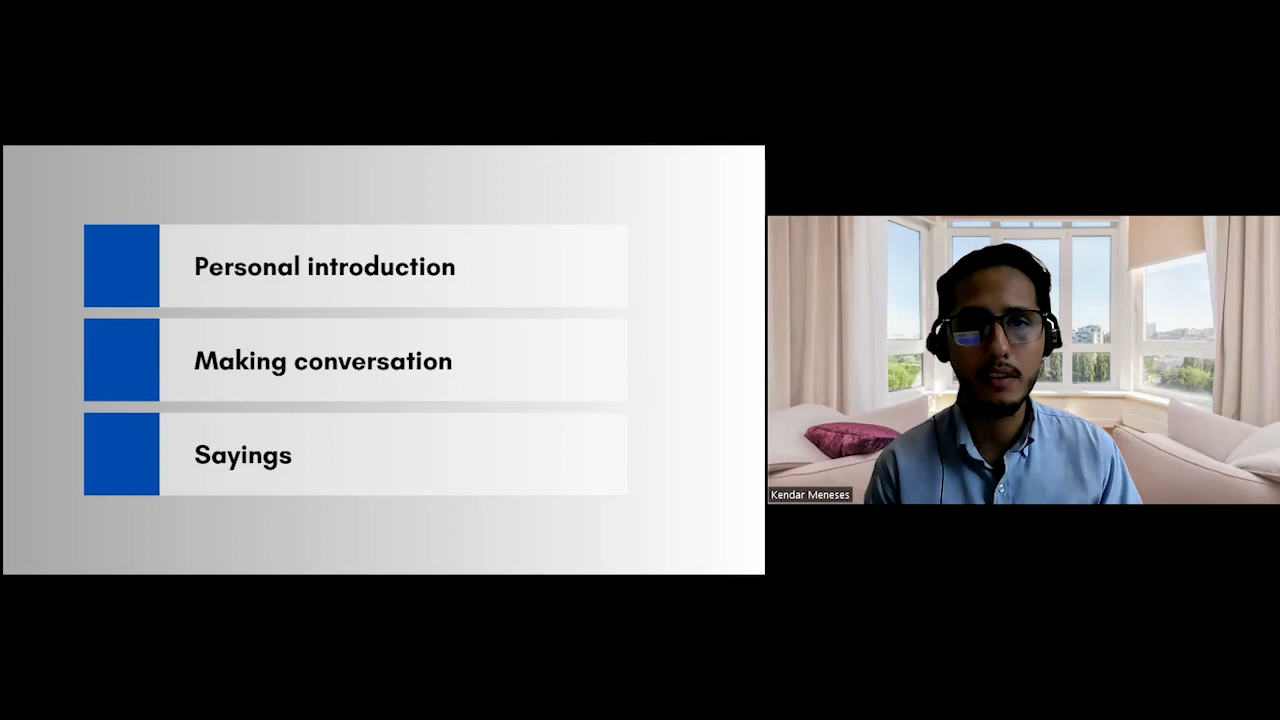 Personal introduction
Making conversation
Sayings
Kendar Meneses